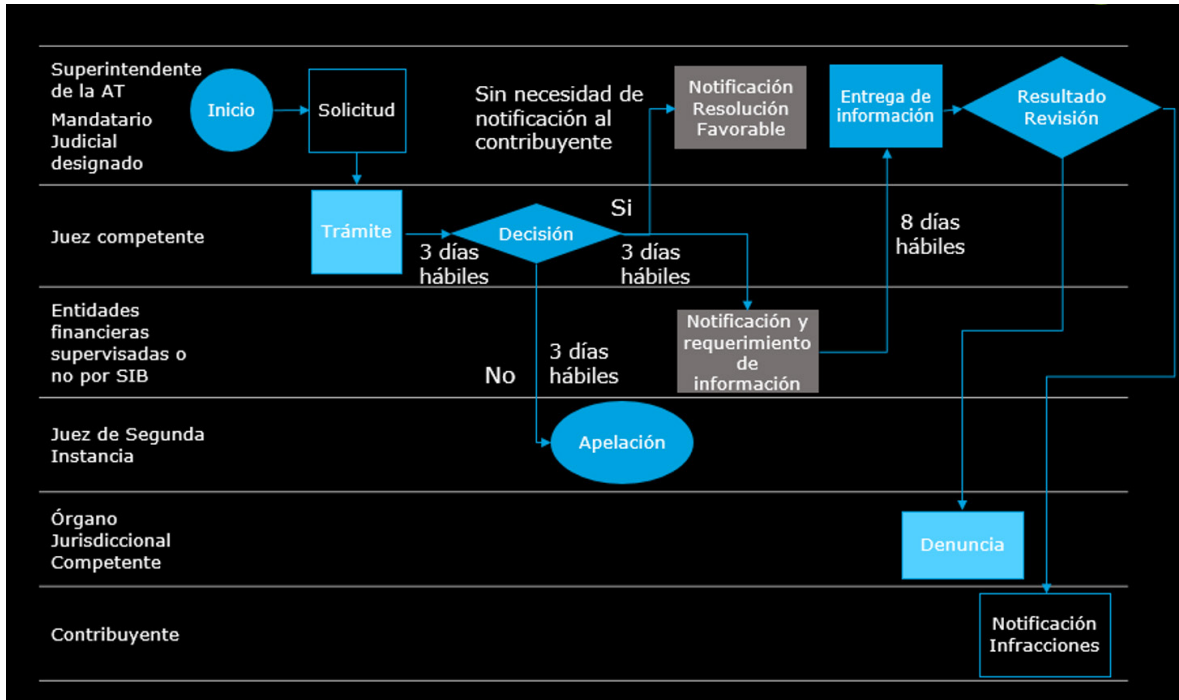 Superintendente
de la AT
Mandatario
Judicial
designado
Inicio
Solicitud
Sin necesidad de
notificación al
contribuyente
Notificación
Resolución
Favorable
Entrega de
información
Resultado
Revisión
Juez competente
Trámite
3 días
hábiles
Decisión
Si
3 días
hábiles
8 días
hábiles
Entidades
financieras
supervisadas o
no por SIB
No
3 días
hábiles
Notificación y
requerimiento
de
información
Juez de Segunda
Instancia
Apelación
Órgano
Jurisdiccional
Competente
Denuncia
Contribuyente
Notificación
Infracciones